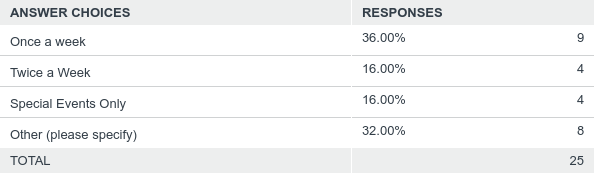 ANSWER CHOICES RESPONSES
Once a week 36.00% 9
Twice a Week 16.00% 4
Special Events Only 16.00% 4
Other (please specify) 32.00% 8
TOTAL 25